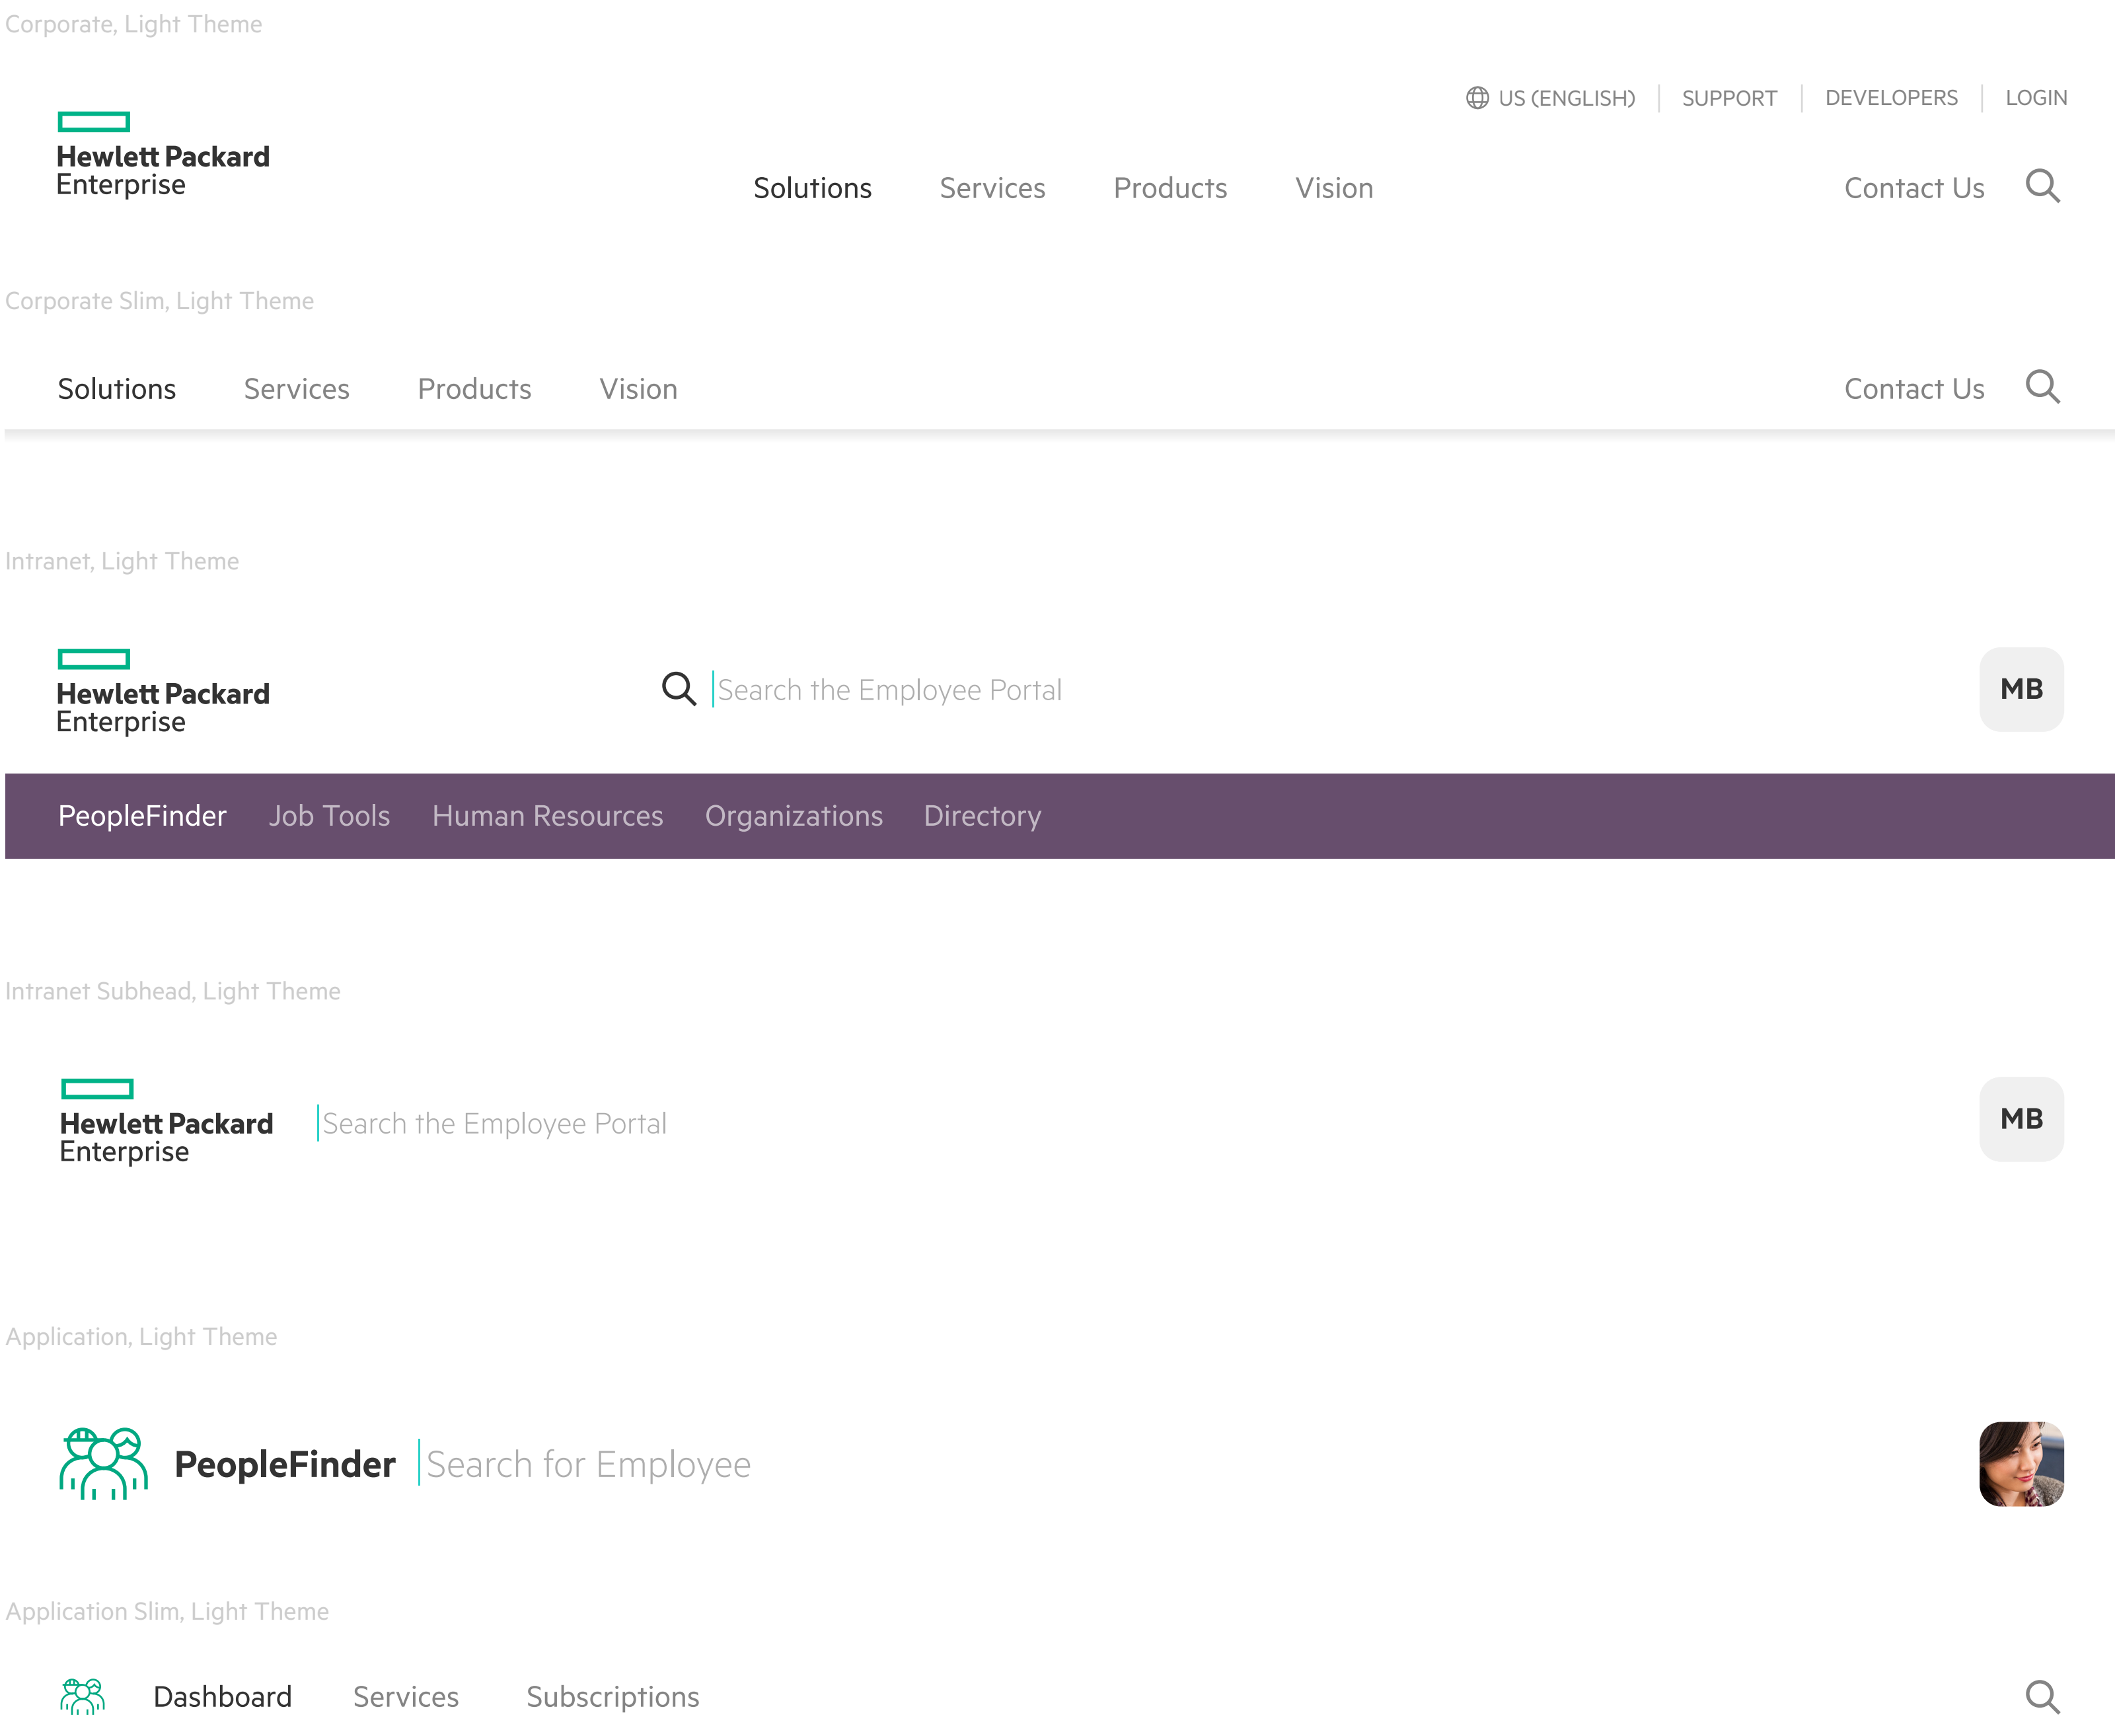 Corporate, Light Theme
US (ENGLISH) SUPPORT DEVELOPERS LOGIN
Hewlett Packard
Enterprise
Solutions Services Products Vision Contact Us
Corporate Slim, Light Theme
Solutions Services Products Vision Contact Us
Intranet, Light Theme
Hewlett Packard
Enterprise
Search the Employee Portal
MB
PeopleFinder Job Tools Human Resources Organizations Directory
Intranet Subhead, Light Theme
Hewlett Packard
Enterprise
Search the Employee Portal
MB
Application, Light Theme
PeopleFinder Search for Employee
Application Slim, Light Theme
Dashboard Services Subscriptions